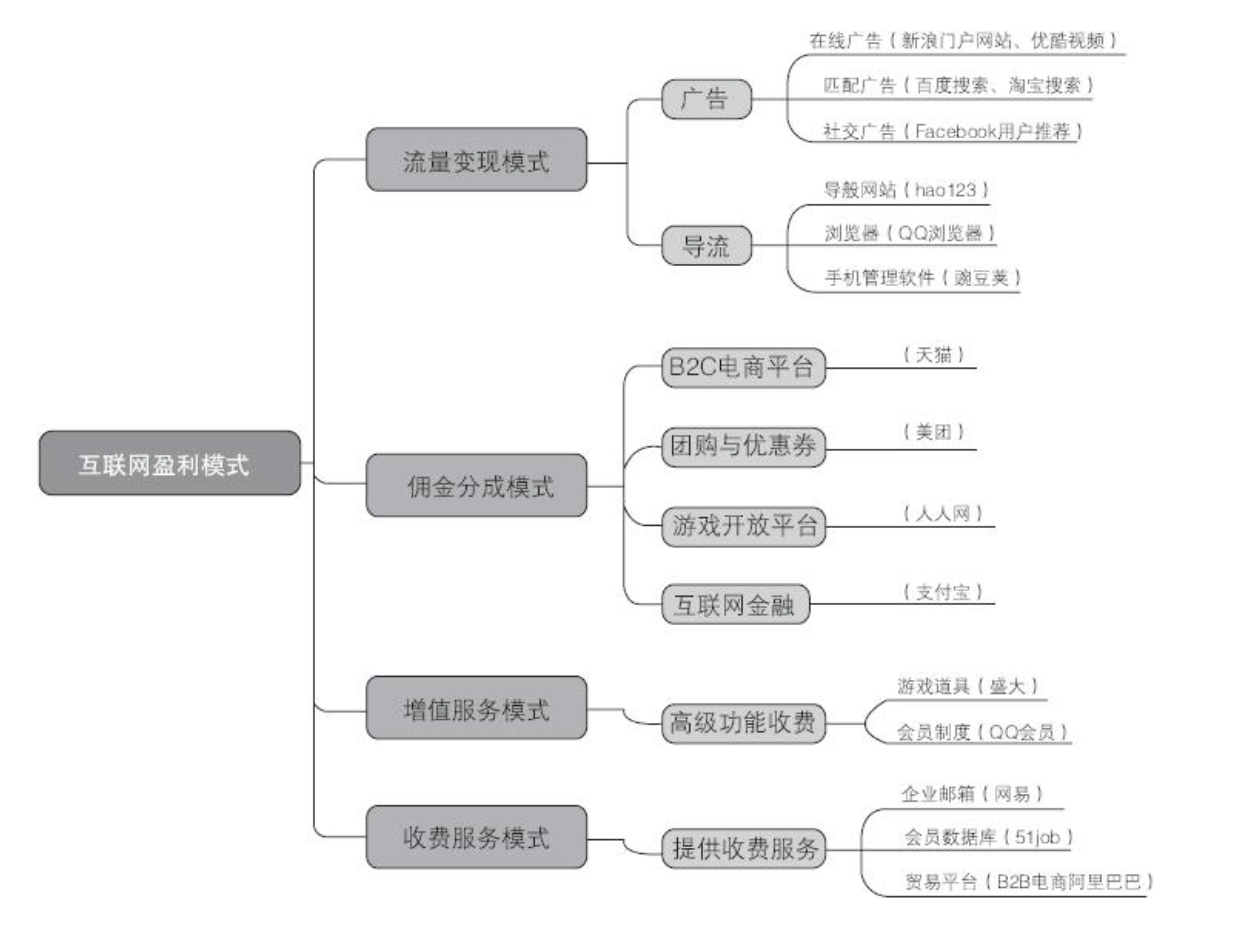 互联网盈利模式
流量变现模式
广告
在线广告（新浪门户网站、优酷视频）
匹配广告（百度搜索、淘宝搜索）
社交广告（Facebook用户推荐）
导流
导般网站（hao123）
浏览器（QQ浏览器）
手机管理软件（豌豆荚）
佣金分成模式
B2C电商平台
（天猫）
团购与优惠券
（美团）
游戏开放平台
（人人网）
互联网金融
（支付宝）
增值服务模式
高级功能收费
游戏道具（盛大）
会员制度（QQ会员）
收费服务模式
提供收费服务
企业邮箱（网易）
会员数据库（51job）
贸易平台（B2B电商阿里巴巴）